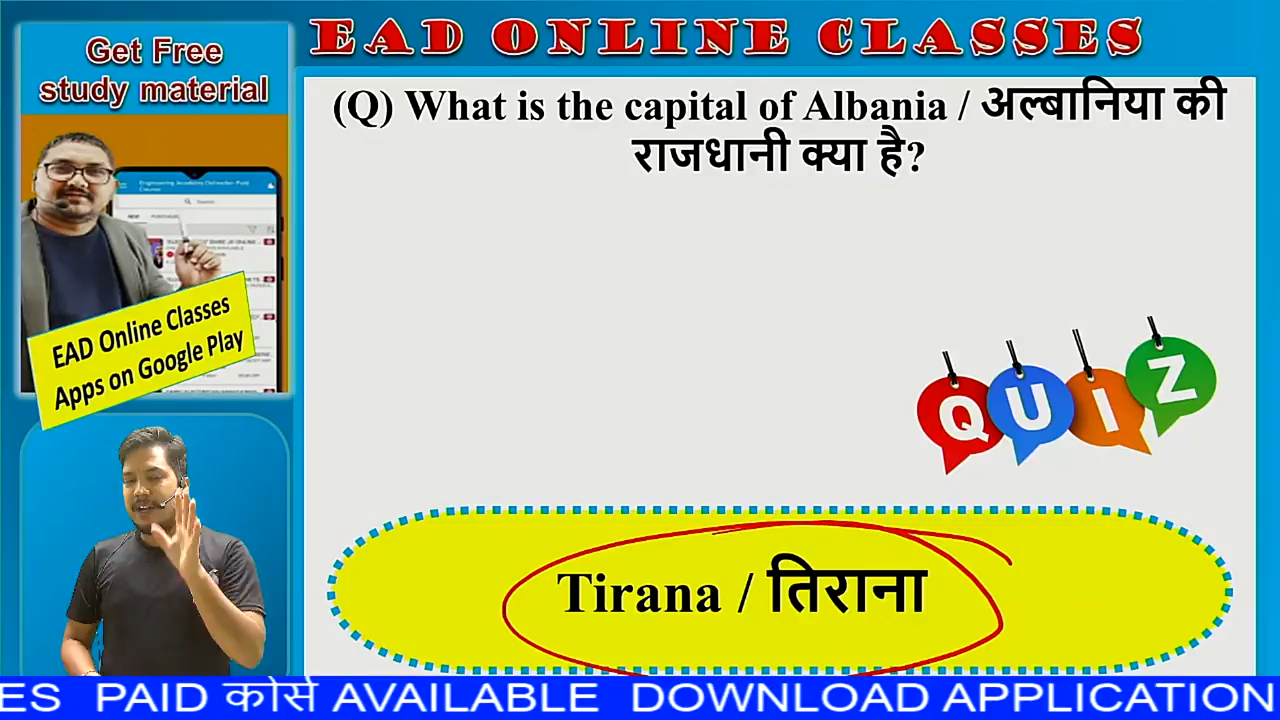 EAD ONLINE CLASSES
Get Free
study material
(Q) What is the capital of Albania / अल्बानिया की
राजधानी क्या है?
EAD Online Classes
Apps on Google Play
Q U I Z
Tirana / तिराना
ES PAID कोर्स AVAILABLE DOWNLOAD APPLICATION